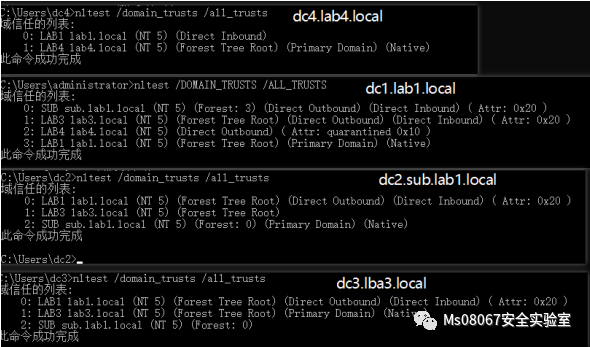 C:\Users\dc4>nltest /domain_trusts /all_trusts
dc4.lab4.local
域信任的列表:
0: LAB1 lab1.local (NT 5) (Direct Inbound)
1: LAB4 lab4.local (NT 5) (Forest Tree Root) (Primary Domain) (Native)
此命令成功完成
C:\Users\administrator>nltest /DOMAIN_TRUSTS /ALL_TRUSTS
dc1.lab1.local
域信任的列表:
0: SUB sub.lab1.local (NT 5) (Forest: 3) (Direct Outbound) (Direct Inbound) ( Attr: 0x20 )
1: LAB3 lab3.local (NT 5) (Forest Tree Root) (Direct Outbound) (Direct Inbound) ( Attr: 0x20 )
2: LAB4 lab4.local (NT 5) (Direct Outbound) ( Attr: quarantined 0x10 )
3: LAB1 lab1.local (NT 5) (Forest Tree Root) (Primary Domain) (Native)
此命令成功完成
C:\Users\dc2>nltest /domain_trusts /all_trusts
dc2.sub.lab1.local
域信任的列表:
0: LAB1 lab1.local (NT 5) (Forest Tree Root) (Direct Outbound) (Direct Inbound) ( Attr: 0x20 )
1: LAB3 lab3.local (NT 5) (Forest Tree Root)
2: SUB sub.lab1.local (NT 5) (Forest: 0) (Primary Domain) (Native)
此命令成功完成
C:\Users\dc2>
C:\Users\dc3>nltest /domain_trusts /all_trusts
dc3.lba3.local
域信任的列表:
0: LAB1 lab1.local (NT 5) (Forest Tree Root) (Direct Outbound) (Direct Inbound) ( Attr: 0x20 )
1: LAB3 lab3.local (NT 5) (Forest Tree Root) (Primary Domain)
2: SUB sub.lab1.local (NT 5) (Forest: 0)
此命令成功完成
Ms08067安全实验室